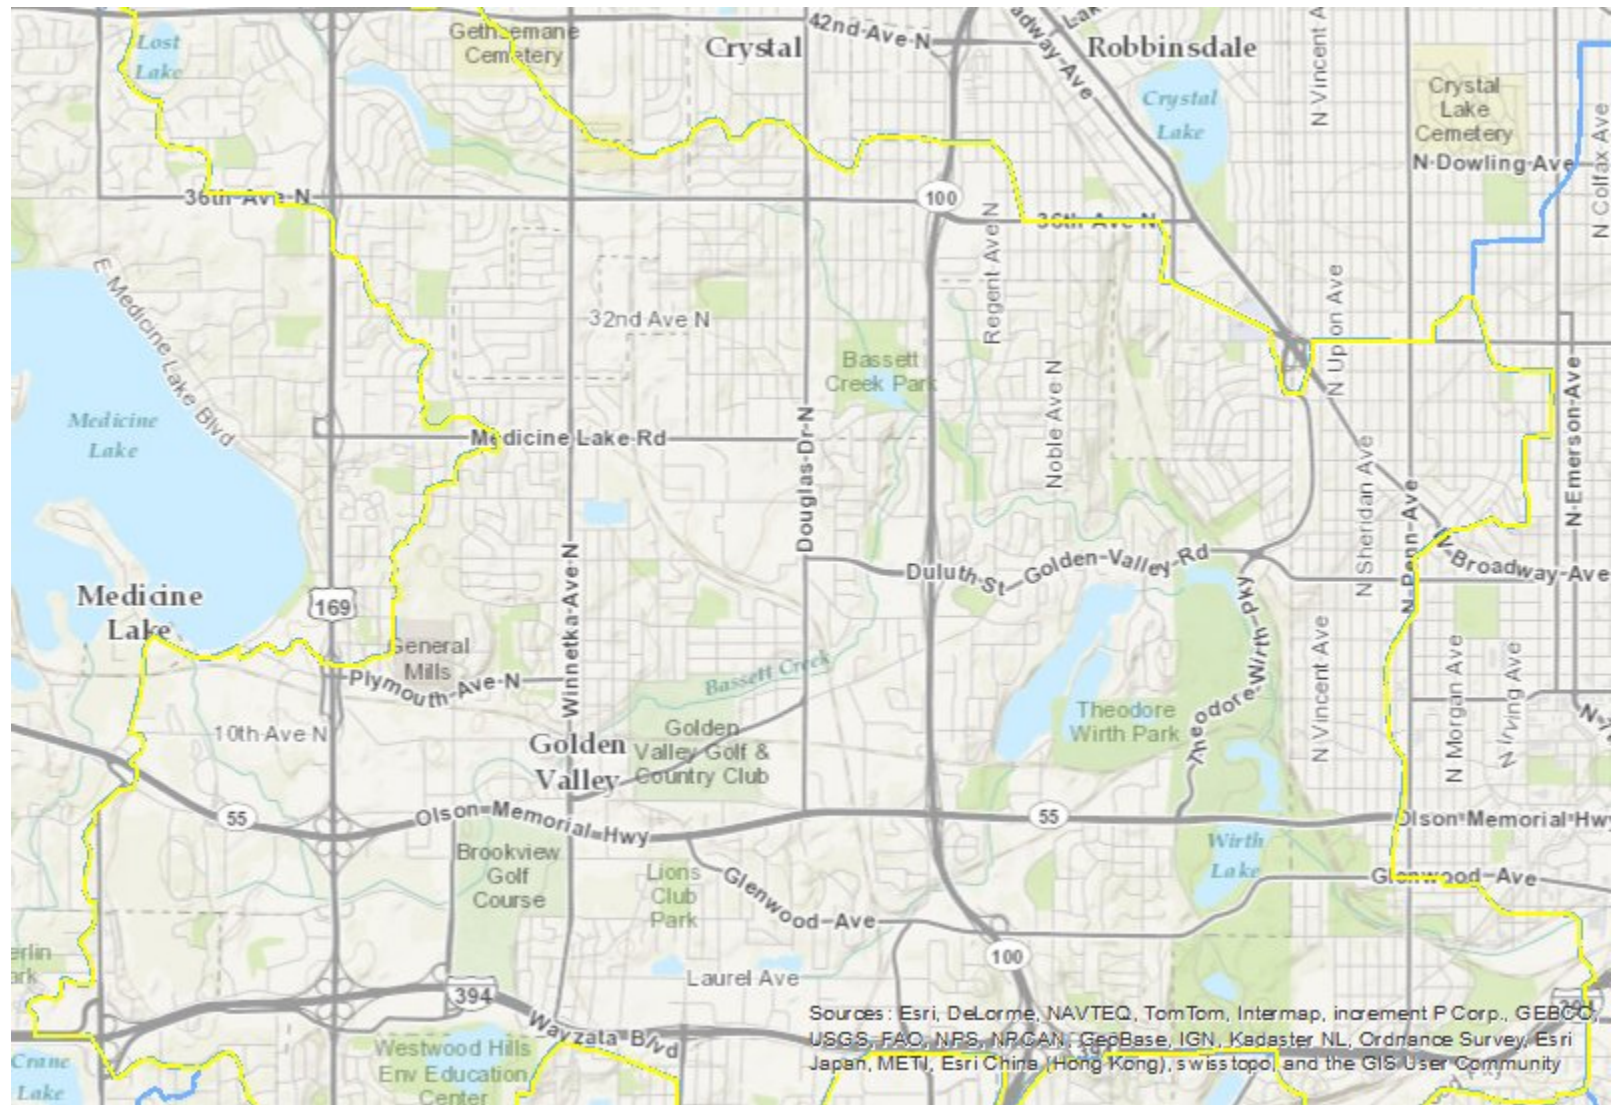 Lost
Lake
Gethsemane
Cemetery
Crystal
42nd-Ave-N
Robbinsdale
N Vincent A
Crystal
Lake
Crystal
Lake
Cemetery
N-Dowling-Ave
N Colfax Ave
36th-Ave-N
100
36th-Ave-N
Regent Ave N
E Medicine Lake Blvd
32nd Ave N
N Upton Ave
Bassett
Creek Park
Noble Ave N
Medicine
Lake
Medicine Lake Rd
Douglas-Dr-N
N Sheridan Ave
N-Penn-Ave
N-Emerson-Ave
Winnetka-Ave-N
Duluth-St
Golden-Valley-Rd
N-Broadway-Ave
Medicine
Lake
169
General
Mills
Plymouth-Ave-N
Bassett Creek
Theodore-Wirth-Pky
Theodore
Wirth Park
N Vincent Ave
N Morgan Ave
N Irving Ave
10th Ave N
Golden
Valley
Golden
Valley Golf &
Country Club
55
Olson-Memorial-Hwy
55
Olson Memorial Hwy
Brookview
Golf
Course
Lions
Club
Park
Glenwood-Ave
Wirth
Lake
Glenwood-Ave
erlin
ark
394
Laurel Ave
100
394
Wayzata Blvd
Westwood Hills
Env Education
Center
Crane
Lake
Sources: Esri, DeLorme, NAVTEQ, TomTom, Intermap, increment P Corp., GEBCO,
USGS, FAO, NPS, NRCAN, GeoBase, IGN, Kadaster NL, Ordnance Survey, Esri
Japan, METI, Esri China (Hong Kong), swisstopo, and the GIS User Community